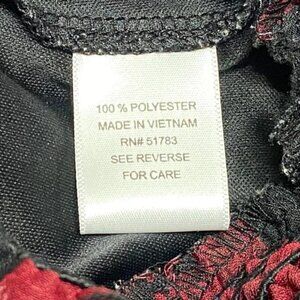 100 % POLYESTER
MADE IN VIETNAM
RN# 51783
SEE REVERSE
FOR CARE